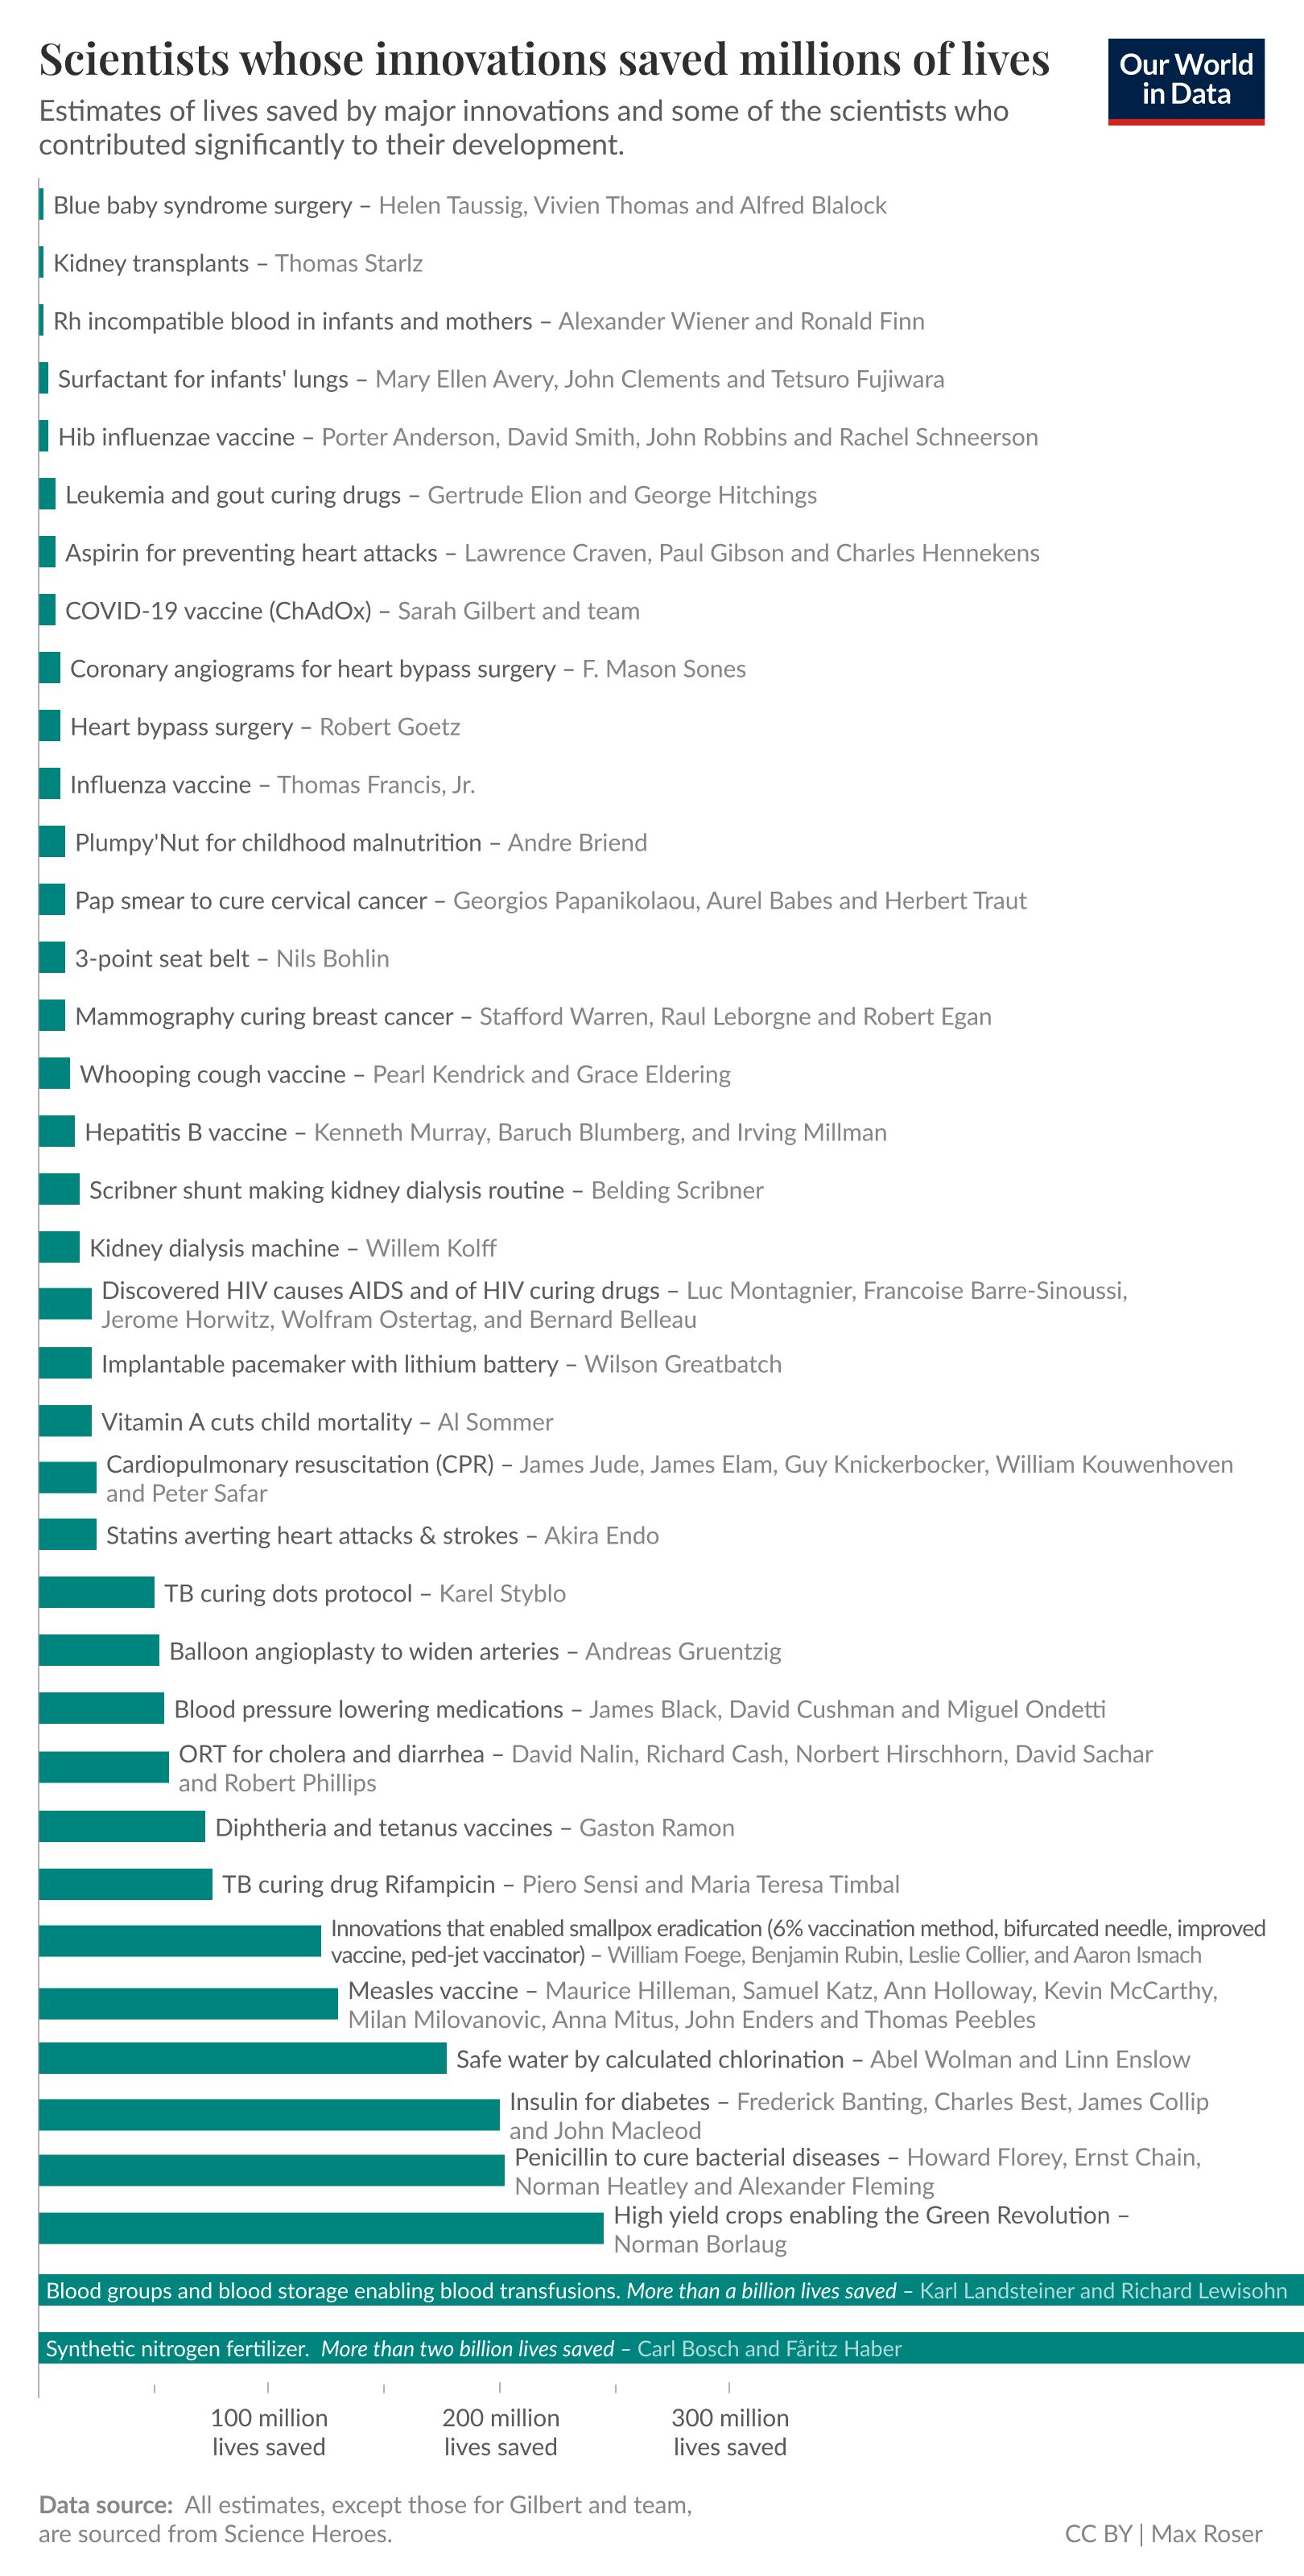 Scientists whose innovations saved millions of lives
Our World
in Data
Estimates of lives saved by major innovations and some of the scientists who
contributed significantly to their development.
Blue baby syndrome surgery – Helen Taussig, Vivien Thomas and Alfred Blalock
Kidney transplants – Thomas Starlz
Rh incompatible blood in infants and mothers – Alexander Wiener and Ronald Finn
Surfactant for infants' lungs – Mary Ellen Avery, John Clements and Tetsuro Fujiwara
Hib influenzae vaccine – Porter Anderson, David Smith, John Robbins and Rachel Schneerson
Leukemia and gout curing drugs – Gertrude Elion and George Hitchings
Aspirin for preventing heart attacks – Lawrence Craven, Paul Gibson and Charles Hennekens
COVID-19 vaccine (ChAdOx) – Sarah Gilbert and team
Coronary angiograms for heart bypass surgery – F. Mason Sones
Heart bypass surgery – Robert Goetz
Influenza vaccine – Thomas Francis, Jr.
Plumpy'Nut for childhood malnutrition – Andre Briend
Pap smear to cure cervical cancer – Georgios Papanikolaou, Aurel Babes and Herbert Traut
3-point seat belt – Nils Bohlin
Mammography curing breast cancer – Stafford Warren, Raul Leborgne and Robert Egan
Whooping cough vaccine – Pearl Kendrick and Grace Eldering
Hepatitis B vaccine – Kenneth Murray, Baruch Blumberg, and Irving Millman
Scribner shunt making kidney dialysis routine – Belding Scribner
Kidney dialysis machine – Willem Kolff
Discovered HIV causes AIDS and of HIV curing drugs – Luc Montagnier, Francoise Barre-Sinoussi,
Jerome Horwitz, Wolfram Ostertag, and Bernard Belleau
Implantable pacemaker with lithium battery – Wilson Greatbatch
Vitamin A cuts child mortality – Al Sommer
Cardiopulmonary resuscitation (CPR) – James Jude, James Elam, Guy Knickerbocker, William Kouwenhoven
and Peter Safar
Statins averting heart attacks & strokes – Akira Endo
TB curing dots protocol – Karel Styblo
Balloon angioplasty to widen arteries – Andreas Gruentzig
Blood pressure lowering medications – James Black, David Cushman and Miguel Ondetti
ORT for cholera and diarrhea – David Nalin, Richard Cash, Norbert Hirschhorn, David Sachar
and Robert Phillips
Diphtheria and tetanus vaccines – Gaston Ramon
TB curing drug Rifampicin – Piero Sensi and Maria Teresa Timbal
Innovations that enabled smallpox eradication (6% vaccination method, bifurcated needle, improved
vaccine, ped-jet vaccinator) – William Foege, Benjamin Rubin, Leslie Collier, and Aaron Ismach
Measles vaccine – Maurice Hilleman, Samuel Katz, Ann Holloway, Kevin McCarthy,
Milan Milovanovic, Anna Mitus, John Enders and Thomas Peebles
Safe water by calculated chlorination – Abel Wolman and Linn Enslow
Insulin for diabetes – Frederick Banting, Charles Best, James Collip
and John Macleod
Penicillin to cure bacterial diseases – Howard Florey, Ernst Chain,
Norman Heatley and Alexander Fleming
High yield crops enabling the Green Revolution –
Norman Borlaug
Blood groups and blood storage enabling blood transfusions. More than a billion lives saved – Karl Landsteiner and Richard Lewisohn
Synthetic nitrogen fertilizer. More than two billion lives saved – Carl Bosch and Fåritz Haber
100 million 200 million 300 million
lives saved lives saved lives saved
Data source: All estimates, except those for Gilbert and team,
are sourced from Science Heroes.
CC BY | Max Roser